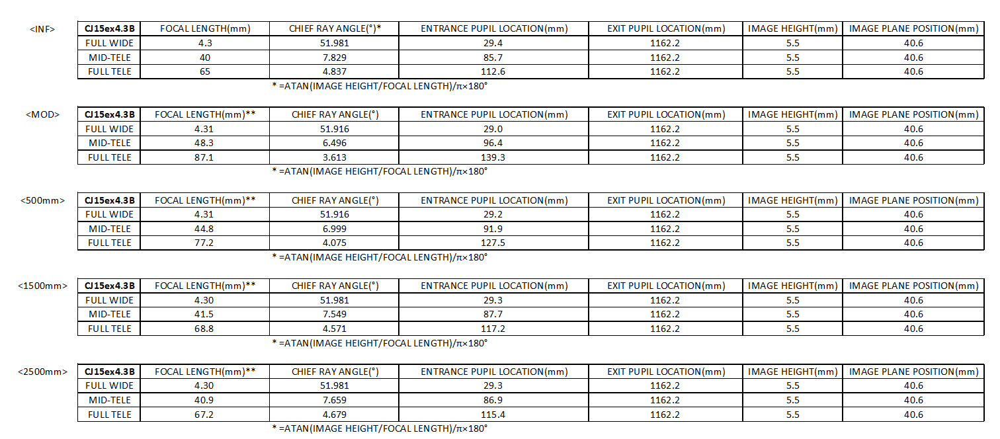 <INF> CJ15ex4.3B FOCAL LENGTH(mm) CHIEF RAY ANGLE(°)* ENTRANCE PUPIL LOCATION(mm) EXIT PUPIL LOCATION(mm) IMAGE HEIGHT(mm) IMAGE PLANE POSITION(mm)
FULL WIDE 4.3 51.981 29.4 1162.2 5.5 40.6
MID-TELE 40 7.829 85.7 1162.2 5.5 40.6
FULL TELE 65 4.837 112.6 1162.2 5.5 40.6
* =ATAN(IMAGE HEIGHT/FOCAL LENGTH)/π×180°
<MOD> CJ15ex4.3B FOCAL LENGTH(mm)** CHIEF RAY ANGLE(°) ENTRANCE PUPIL LOCATION(mm) EXIT PUPIL LOCATION(mm) IMAGE HEIGHT(mm) IMAGE PLANE POSITION(mm)
FULL WIDE 4.31 51.916 29.0 1162.2 5.5 40.6
MID-TELE 48.3 6.496 96.4 1162.2 5.5 40.6
FULL TELE 87.1 3.613 139.3 1162.2 5.5 40.6
* =ATAN(IMAGE HEIGHT/FOCAL LENGTH)/π×180°
<500mm> CJ15ex4.3B FOCAL LENGTH(mm)** CHIEF RAY ANGLE(°) ENTRANCE PUPIL LOCATION(mm) EXIT PUPIL LOCATION(mm) IMAGE HEIGHT(mm) IMAGE PLANE POSITION(mm)
FULL WIDE 4.31 51.916 29.2 1162.2 5.5 40.6
MID-TELE 44.8 6.999 91.9 1162.2 5.5 40.6
FULL TELE 77.2 4.075 127.5 1162.2 5.5 40.6
* =ATAN(IMAGE HEIGHT/FOCAL LENGTH)/π×180°
<1500mm> CJ15ex4.3B FOCAL LENGTH(mm)** CHIEF RAY ANGLE(°) ENTRANCE PUPIL LOCATION(mm) EXIT PUPIL LOCATION(mm) IMAGE HEIGHT(mm) IMAGE PLANE POSITION(mm)
FULL WIDE 4.30 51.981 29.3 1162.2 5.5 40.6
MID-TELE 41.5 7.549 87.7 1162.2 5.5 40.6
FULL TELE 68.8 4.571 117.2 1162.2 5.5 40.6
* =ATAN(IMAGE HEIGHT/FOCAL LENGTH)/π×180°
<2500mm> CJ15ex4.3B FOCAL LENGTH(mm)** CHIEF RAY ANGLE(°) ENTRANCE PUPIL LOCATION(mm) EXIT PUPIL LOCATION(mm) IMAGE HEIGHT(mm) IMAGE PLANE POSITION(mm)
FULL WIDE 4.30 51.981 29.3 1162.2 5.5 40.6
MID-TELE 40.9 7.659 86.9 1162.2 5.5 40.6
FULL TELE 67.2 4.679 115.4 1162.2 5.5 40.6
* =ATAN(IMAGE HEIGHT/FOCAL LENGTH)/π×180°